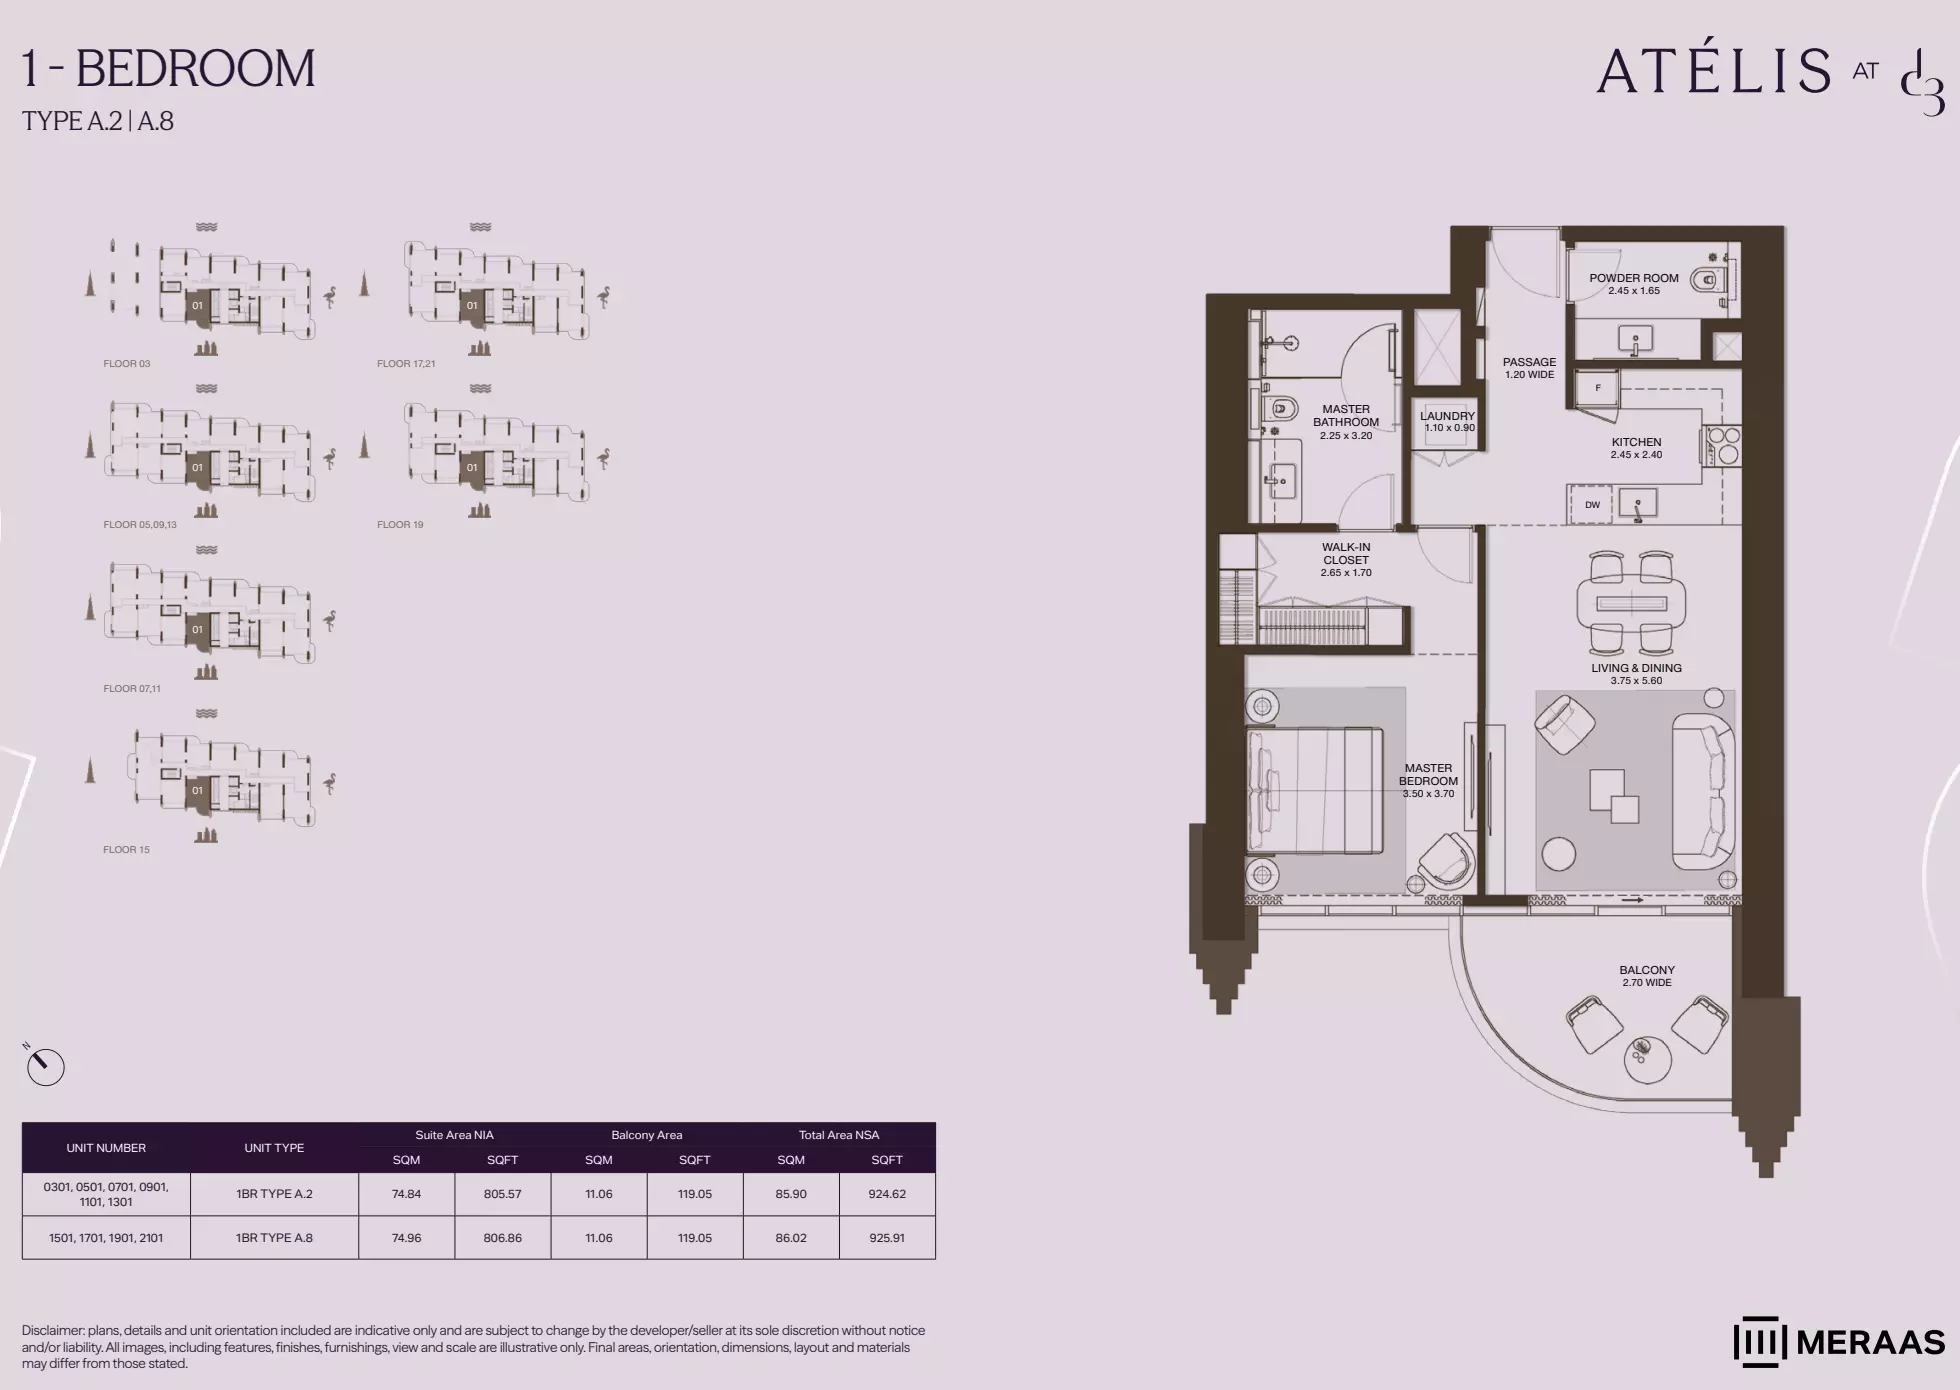 1 - BEDROOM
TYPE A.2 | A.8
ATÉLIS AT d3
01
FLOOR 03
01
FLOOR 17,21
01
FLOOR 05,09,13
01
FLOOR 19
01
FLOOR 07,11
01
FLOOR 15
POWDER ROOM
2.45 x 1.65
PASSAGE
1.20 WIDE
F
MASTER
BATHROOM
2.25 x 3.20
LAUNDRY
1.10 x 0.90
KITCHEN
2.45 x 2.40
DW
WALK-IN
CLOSET
2.65 x 1.70
LIVING & DINING
3.75 x 5.60
MASTER
BEDROOM
3.50 x 3.70
BALCONY
2.70 WIDE
N
UNIT NUMBER UNIT TYPE Suite Area NIA Balcony Area Total Area NSA
SQM SQFT SQM SQFT SQM SQFT
0301, 0501, 0701, 0901,
1101, 1301 1BR TYPE A.2 74.84 805.57 11.06 119.05 85.90 924.62
1501, 1701, 1901, 2101 1BR TYPE A.8 74.96 806.86 11.06 119.05 86.02 925.91
Disclaimer: plans, details and unit orientation included are indicative only and are subject to change by the developer/seller at its sole discretion without notice
and/or liability. All images, including features, finishes, furnishings, view and scale are illustrative only. Final areas, orientation, dimensions, layout and materials
may differ from those stated.
MERAAS